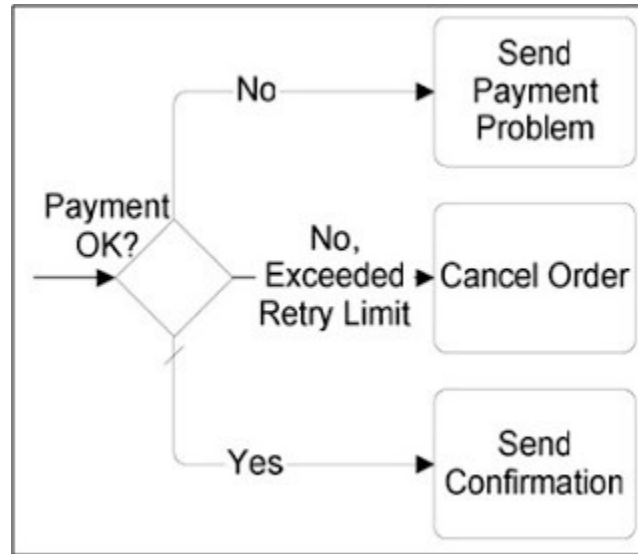 Send
Payment
Problem
No
Payment
OK?
No,
Exceeded
Retry Limit
Cancel Order
Yes
Send
Confirmation